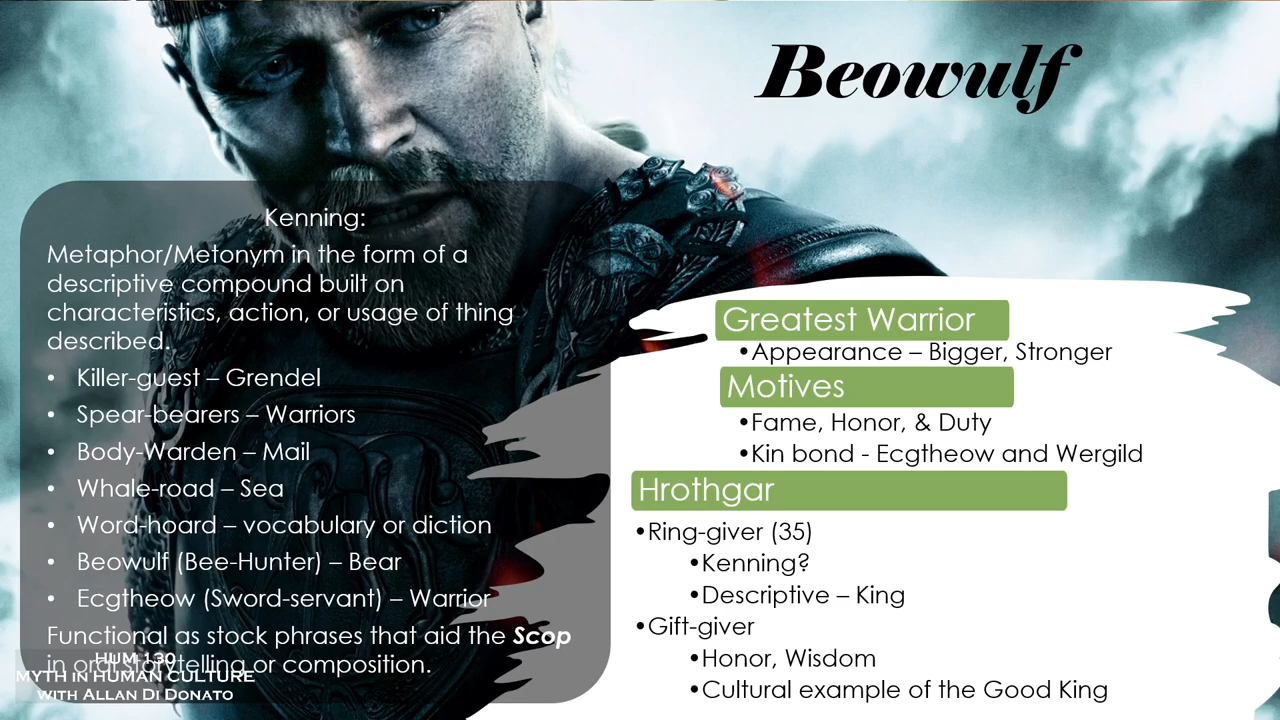 Beowulf
Kenning:
Metaphor/Metonym in the form of a
descriptive compound built on
characteristics, action, or usage of thing
described.
• Killer-guest – Grendel
• Spear-bearers – Warriors
• Body-Warden – Mail
• Whale-road – Sea
• Word-hoard – vocabulary or diction
• Beowulf (Bee-Hunter) – Bear
• Ecgtheow (Sword-servant) – Warrior
Functional as stock phrases that aid the Scop
in oral storytelling or composition.
HUM 130
MYTH IN HUMAN CULTURE
WITH ALLAN DI DONATO
Greatest Warrior
•Appearance – Bigger, Stronger
Motives
•Fame, Honor, & Duty
•Kin bond - Ecgtheow and Wergild
Hrothgar
•Ring-giver (35)
•Kenning?
•Descriptive – King
•Gift-giver
•Honor, Wisdom
•Cultural example of the Good King